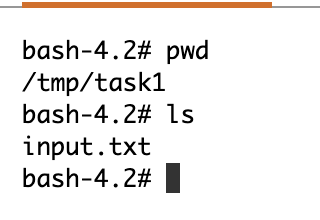 bash-4.2# pwd
/tmp/task1
bash-4.2# ls
input.txt
bash-4.2#